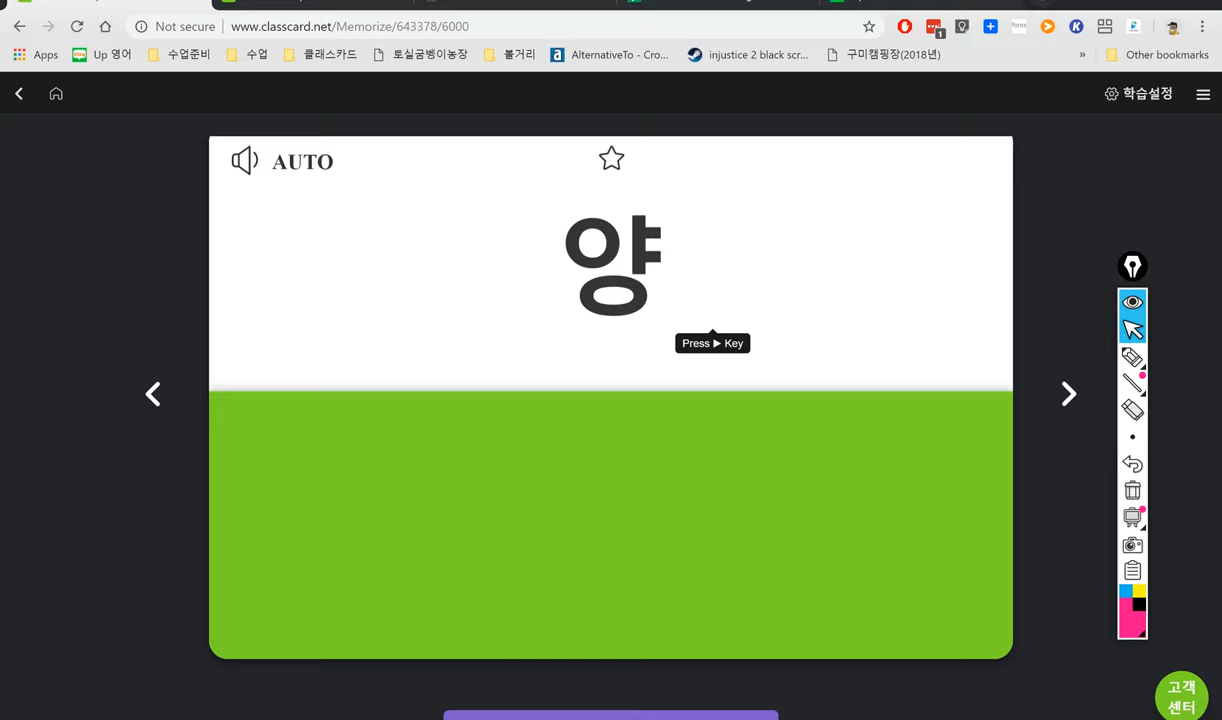 Not secure www.classcard.net/Memorize/643378/6000
fonts
1
Apps Up 영어 수업준비 수업 클래스카드 토실굼벵이농장 볼거리 AlternativeTo - Cro... injustice 2 black scr... 구미캠핑장(2018년) » Other bookmarks
학습설정
AUTO
양
Press ▶ Key
고객
센터